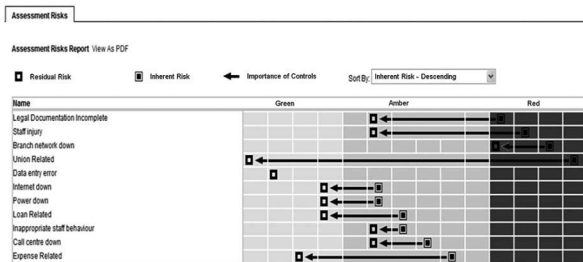 Assessment Risks
Assessment Risks Report View As PDF
Residual Risk Inherent Risk Importance of Controls Sort By: Inherent Risk - Descending
Name Green Amber Red
Legal Documentation Incomplete
Staff injury
Branch network down
Union Related
Data entry error
Internet down
Power down
Loan Related
Inappropriate staff behaviour
Call centre down
Expense Related